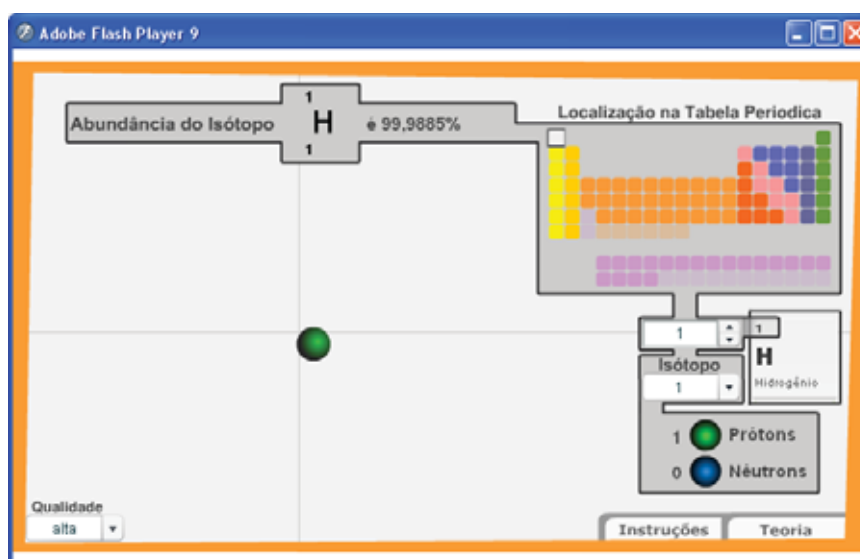 Adobe Flash Player 9
1
Abundância do Isótopo H é 99,9885%
1
Localização na Tabela Periodica
1
1
H
Hidrogênio
Isótopo
1
1 Prótons
0 Nêutrons
Qualidade
alta
Instruções Teoria